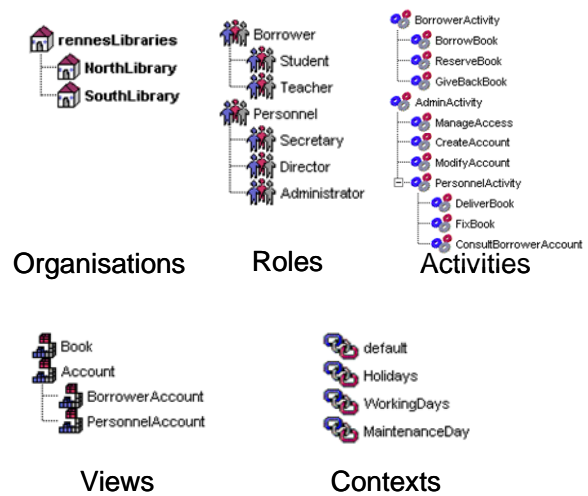 rennesLibraries
NorthLibrary
SouthLibrary
Organisations
Borrower
Student
Teacher
Personnel
Secretary
Director
Administrator
Roles
BorrowerActivity
BorrowBook
ReserveBook
GiveBackBook
AdminActivity
ManageAccess
CreateAccount
ModifyAccount
PersonnelActivity
DeliverBook
FixBook
ConsultBorrowerAccount
Activities
Book
Account
BorrowerAccount
PersonnelAccount
Views
default
Holidays
WorkingDays
MaintenanceDay
Contexts